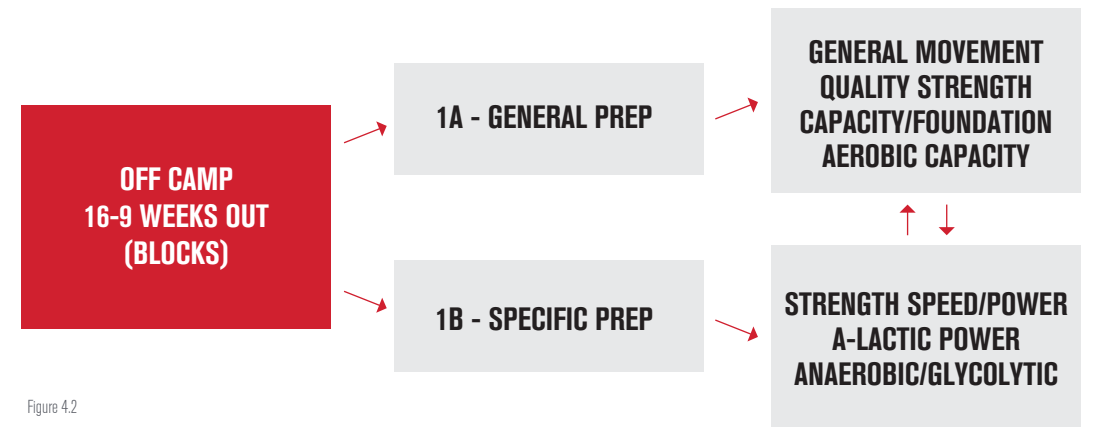 OFF CAMP
16-9 WEEKS OUT
(BLOCKS)
1A - GENERAL PREP
GENERAL MOVEMENT
QUALITY STRENGTH
CAPACITY/FOUNDATION
AEROBIC CAPACITY
1B - SPECIFIC PREP
STRENGTH SPEED/POWER
A-LACTIC POWER
ANAEROBIC/GLYCOLYTIC
Figure 4.2